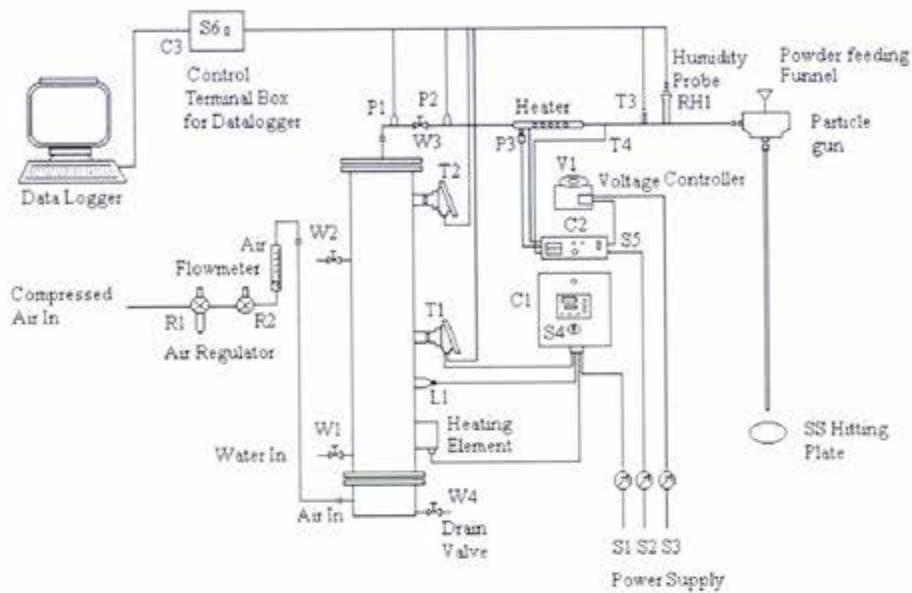 S6
C3
Control
Terminal Box
for Datalogger
Data Logger
P1
P2
W3
Heater
P3
T4
T3
Humidity
Probe
RH1
Powder feeding
Funnel
Particle
gun
T2
V1
Voltage Controller
C2
S5
W2
Air
Flowmeter
Compressed
Air In
R1
R2
Air Regulator
T1
C1
S4
L1
Heating
Element
W1
Water In
Air In
W4
Drain
Valve
SS Hitting
Plate
S1 S2 S3
Power Supply